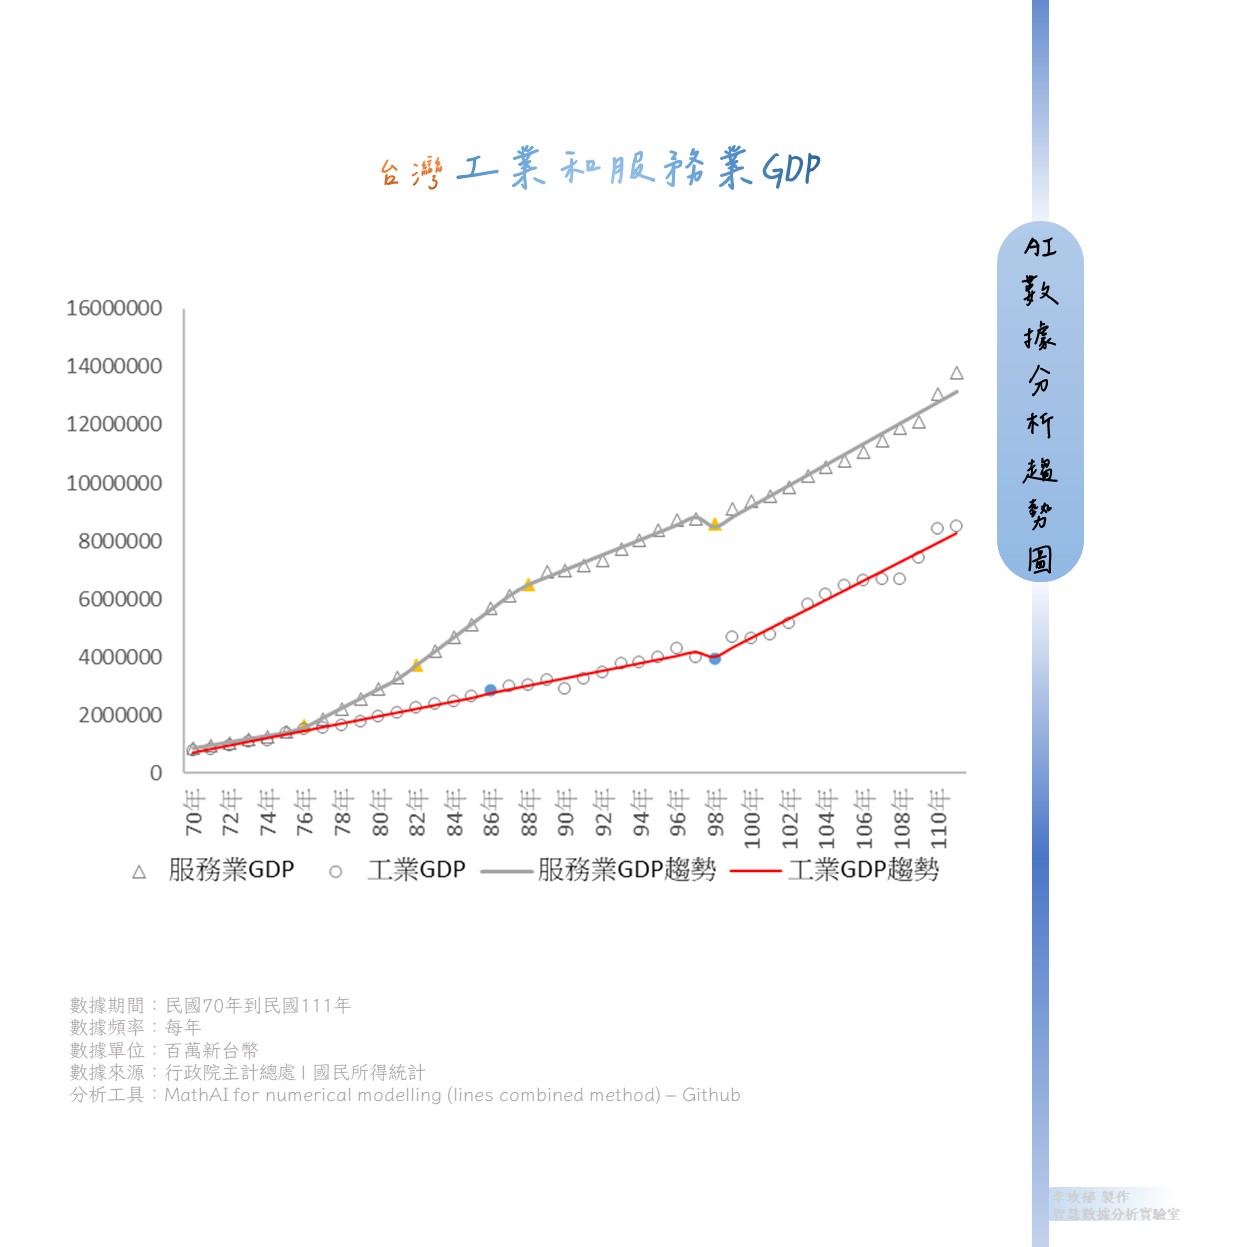 台灣工業和服務業GDP
AI數據分析趨勢圖
16000000
14000000
12000000
10000000
8000000
6000000
4000000
2000000
0
70年
72年
74年
76年
78年
80年
82年
84年
86年
88年
90年
92年
94年
96年
98年
100年
102年
104年
106年
108年
110年
服務業GDP
工業GDP
服務業GDP趨勢
工業GDP趨勢
數據期間：民國70年到民國111年
數據頻率：每年
數據單位：百萬新台幣
數據來源：行政院主計總處 | 國民所得統計
分析工具：MathAI for numerical modelling (lines combined method) – Github
製作
數據分析實驗室